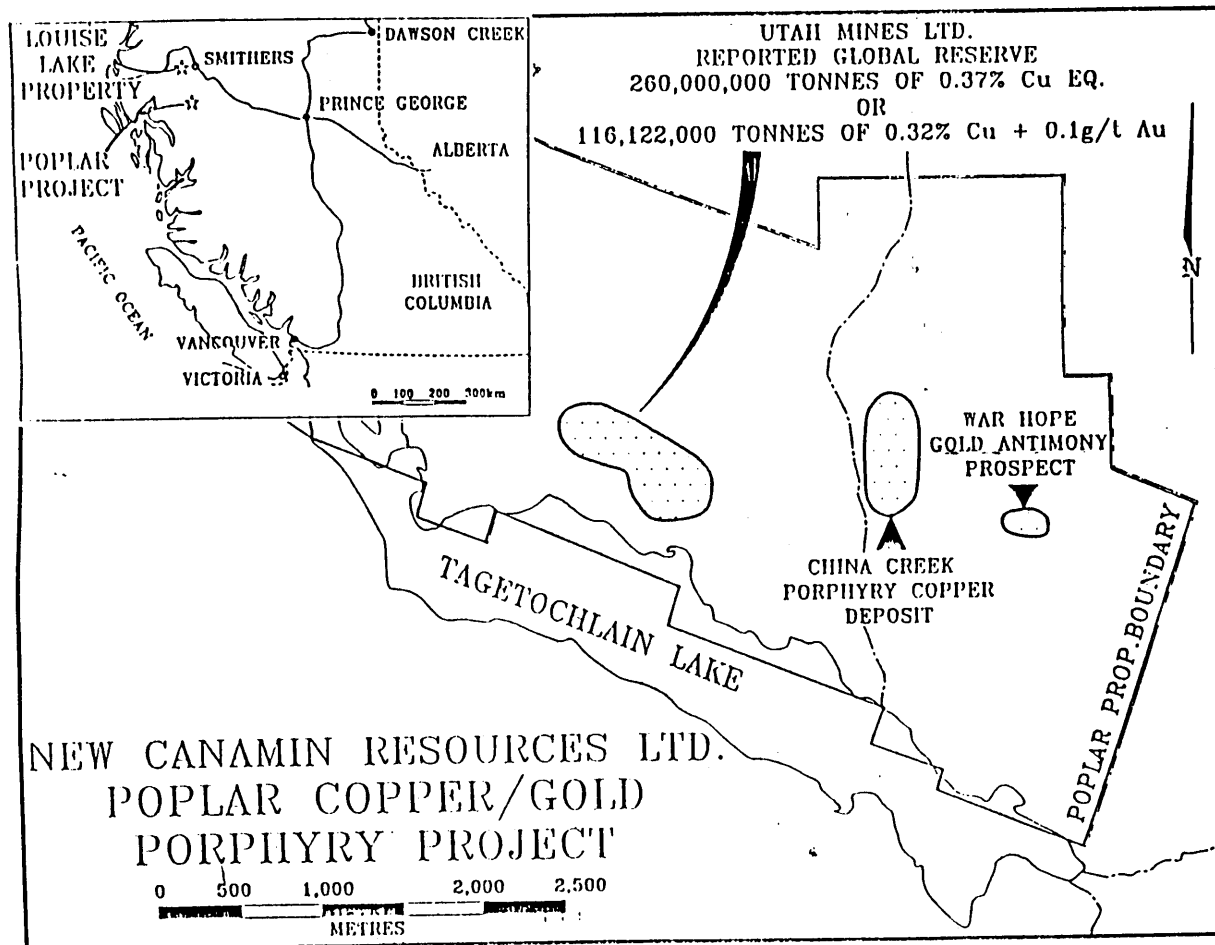 LOUISE
LAKE
PROPERTY
SMITHERS
DAWSON CREEK
PRINCE GEORGE
ALBERTA
POPLAR
PROJECT
PACIFIC OCEAN
BRITISH
COLUMBIA
VANCOUVER
VICTORIA
0 100 200 300km
UTAH MINES LTD.
REPORTED GLOBAL RESERVE
260,000,000 TONNES OF 0.37% Cu EQ.
OR
116,122,000 TONNES OF 0.32% Cu + 0.1g/t Au
N
WAR HOPE
GOLD ANTIMONY
PROSPECT
CHINA CREEK
PORPHYRY COPPER
DEPOSIT
TAGETOCHLAIN LAKE
POPLAR PROP. BOUNDARY
NEW CANAMIN RESOURCES LTD.
POPLAR COPPER/GOLD
PORPHYRY PROJECT
0 500 1,000 2,000 2,500
METRES